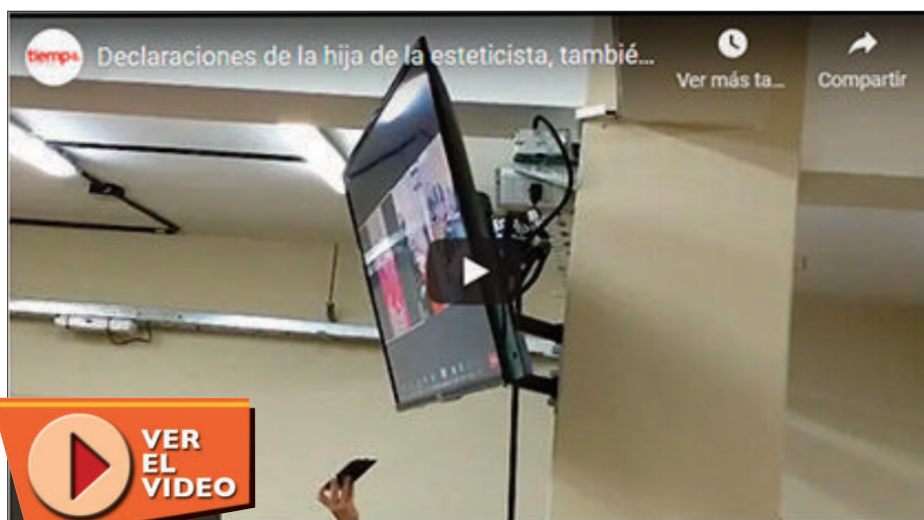 tiempo.
Declaraciones de la hija de la esteticista, tambié...
Ver más ta...
Compartir
VER
EL
VIDEO